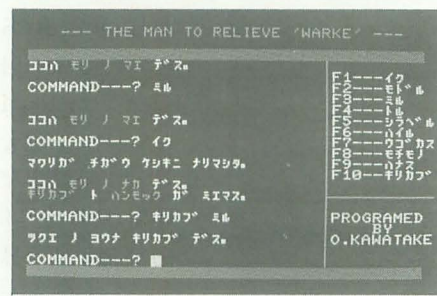 --- THE MAN TO RELIEVE 'WARKE' ---
ココハ モリ ノ マエ デス。
COMMAND---? ミル
ココハ モリ ノ マエ デス。
COMMAND---? イク
マワリガ チガウ ケシキニ ナリマシタ。
ココハ モリ ノ ナカ デス。
キリカブ ト ハンモック ガ ミエマス。
COMMAND---? キリカブ ミル
ツクエ ノ ヨウナ キリカブ デス。
COMMAND---?
F1---イク
F2---モドル
F3---ミル
F4---トル
F5---シラベル
F6---ハイル
F7---ウゴカス
F8---モチモノ
F9---ハナス
F10--キリカブ
PROGRAMED
BY
O.KAWATAKE